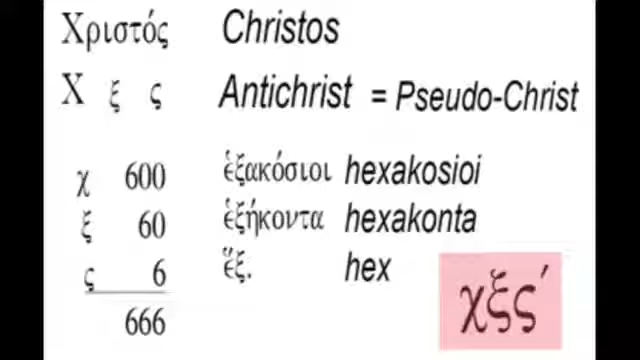 Χριστός Christos
Χ ξ ς Antichrist = Pseudo-Christ
χ 600 ἑξακόσιοι hexakosioi
ξ 60 ἑξήκοντα hexakonta
ς 6 ἕξ. hex
666
χξς΄